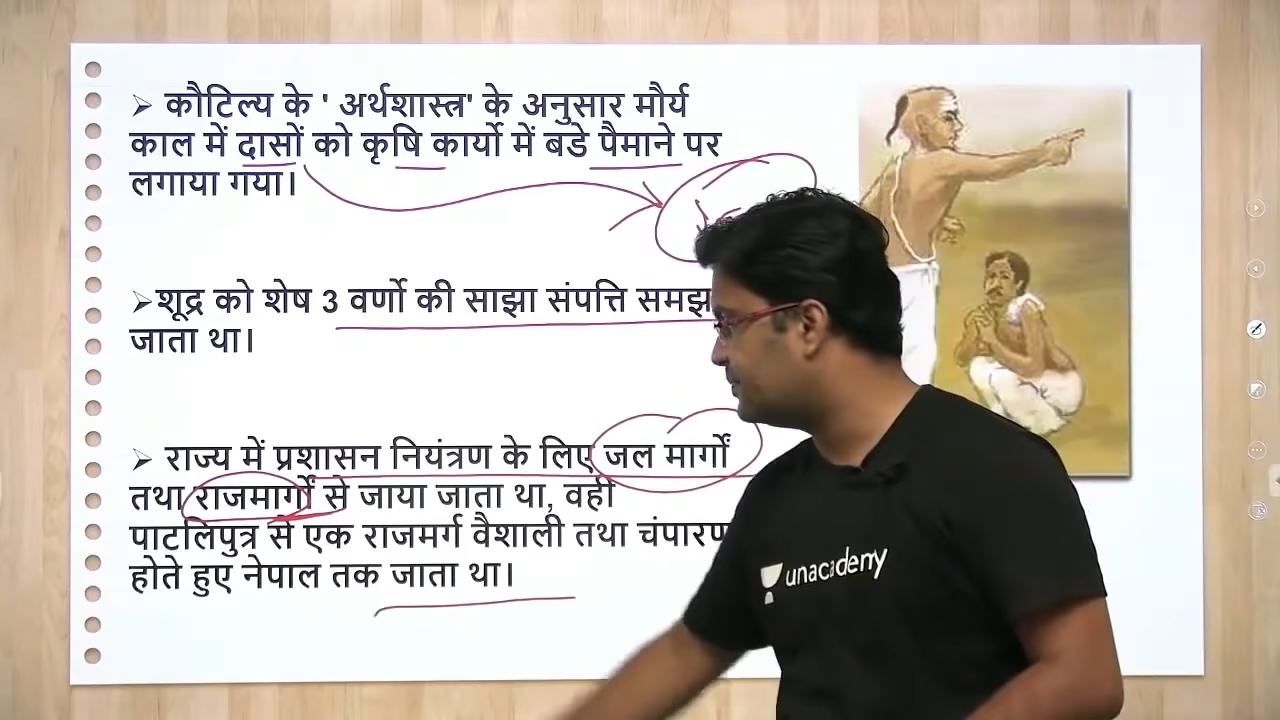 ➢ कौटिल्य के ' अर्थशास्त्र' के अनुसार मौर्य
काल में दासों को कृषि कार्यो में बडे पैमाने पर
लगाया गया।
➢शूद्र को शेष 3 वर्णो की साझा संपत्ति समझ
जाता था।
➢ राज्य में प्रशासन नियंत्रण के लिए जल मार्गों
तथा राजमार्गों से जाया जाता था, वही
पाटलिपुत्र से एक राजमर्ग वैशाली तथा चंपारण
होते हुए नेपाल तक जाता था।
unacademy